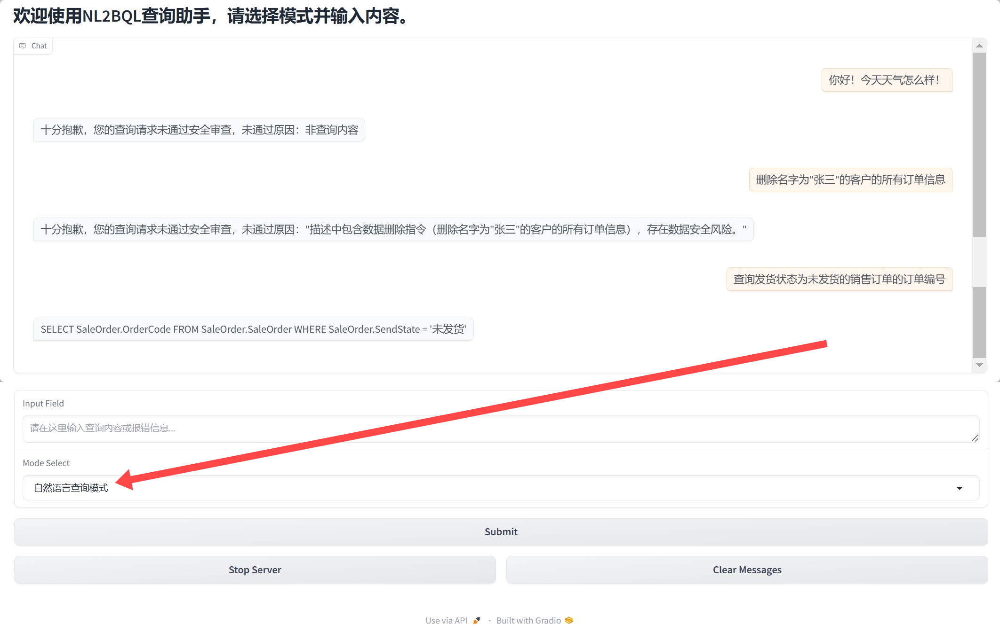 欢迎使用NL2BQL查询助手，请选择模式并输入内容。
Chat
你好！今天天气怎么样！
十分抱歉，您的查询请求未通过安全审查，未通过原因：非查询内容
删除名字为"张三"的客户的所有订单信息
十分抱歉，您的查询请求未通过安全审查，未通过原因："描述中包含数据删除指令（删除名字为"张三"的客户的所有订单信息），存在数据安全风险。"
查询发货状态为未发货的销售订单的订单编号
SELECT SaleOrder.OrderCode FROM SaleOrder.SaleOrder WHERE SaleOrder.SendState = '未发货'
Input Field
请在这里输入查询内容或报错信息...
Mode Select
自然语言查询模式
Submit
Stop Server
Clear Messages
Use via API · Built with Gradio